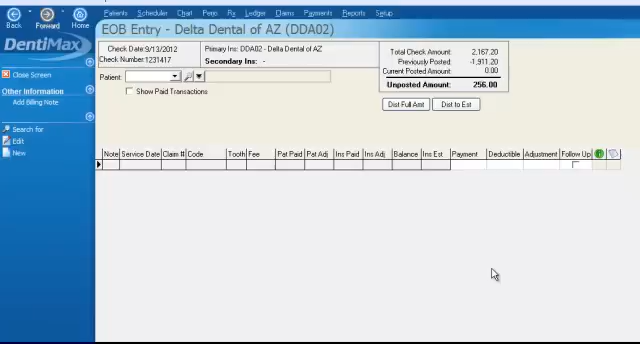 Back Forward Home
Patients Scheduler Chart Perio Rx Ledger Claims Payments Reports Setup
EOB Entry - Delta Dental of AZ (DDA02)
DentiMax
Close Screen
Other Information
Add Billing Note
Search for
Edit
New
Check Date:9/13/2012
Check Number:1231417
Primary Ins: DDA02 - Delta Dental of AZ
Secondary Ins: -
Total Check Amount: 2,167.20
Previously Posted: -1,911.20
Current Posted Amount: 0.00
Unposted Amount: 256.00
Patient:
Show Paid Transactions
Dist Full Amt Dist to Est
Note Service Date Claim # Code Tooth Fee Pat Paid Pat Adj Ins Paid Ins Adj Balance Ins Est Payment Deductible Adjustment Follow Up